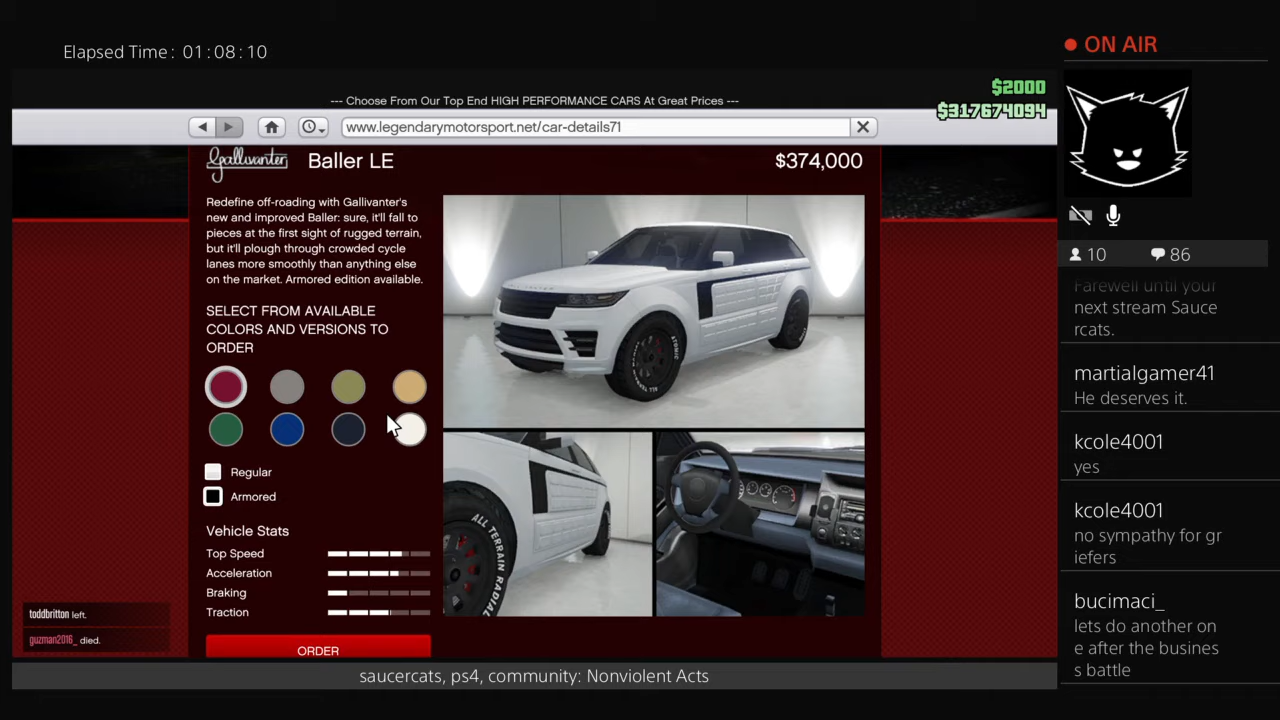 Elapsed Time: 01:08:10
ON AIR
$2000
$317674094
--- Choose From Our Top End HIGH PERFORMANCE CARS At Great Prices ---
www.legendarymotorsport.net/car-details71
Gallivanter Baller LE $374,000
Redefine off-roading with Gallivanter's
new and improved Baller: sure, it'll fall to
pieces at the first sight of rugged terrain,
but it'll plough through crowded cycle
lanes more smoothly than anything else
on the market. Armored edition available.
SELECT FROM AVAILABLE
COLORS AND VERSIONS TO
ORDER
Regular
Armored
Vehicle Stats
Top Speed
Acceleration
Braking
Traction
ORDER
ATOMIC
ALL TERRAIN
ALL TERRAIN RADIAL
toddbritton left.
guzman2016_ died.
10 86
Farewell until your
next stream Sauce
rcats.
martialgamer41
He deserves it.
kcole4001
yes
kcole4001
no sympathy for gr
iefers
bucimaci_
lets do another on
e after the busines
s battle
saucercats, ps4, community: Nonviolent Acts